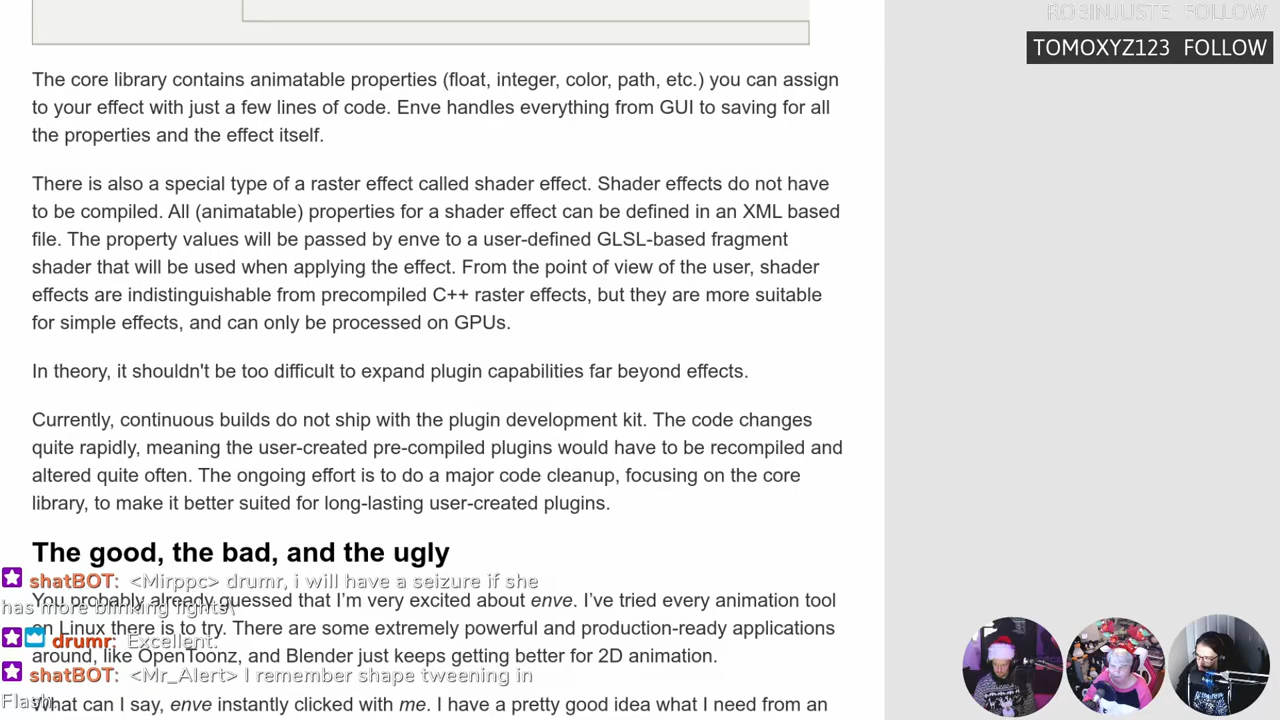 ROBINJUSTE FOLLOW
TOMOXYZ123 FOLLOW
The core library contains animatable properties (float, integer, color, path, etc.) you can assign
to your effect with just a few lines of code. Enve handles everything from GUI to saving for all
the properties and the effect itself.
There is also a special type of a raster effect called shader effect. Shader effects do not have
to be compiled. All (animatable) properties for a shader effect can be defined in an XML based
file. The property values will be passed by enve to a user-defined GLSL-based fragment
shader that will be used when applying the effect. From the point of view of the user, shader
effects are indistinguishable from precompiled C++ raster effects, but they are more suitable
for simple effects, and can only be processed on GPUs.
In theory, it shouldn't be too difficult to expand plugin capabilities far beyond effects.
Currently, continuous builds do not ship with the plugin development kit. The code changes
quite rapidly, meaning the user-created pre-compiled plugins would have to be recompiled and
altered quite often. The ongoing effort is to do a major code cleanup, focusing on the core
library, to make it better suited for long-lasting user-created plugins.
The good, the bad, and the ugly
You probably already guessed that I'm very excited about enve. I've tried every animation tool
on Linux there is to try. There are some extremely powerful and production-ready applications
around, like OpenToonz, and Blender just keeps getting better for 2D animation.
What can I say, enve instantly clicked with me. I have a pretty good idea what I need from an
shatBOT: <Mirppc> drumr, i will have a seizure if she
has more blinking lights\
drumr: Excellent.
shatBOT: <Mr_Alert> I remember shape tweening in
Flash.